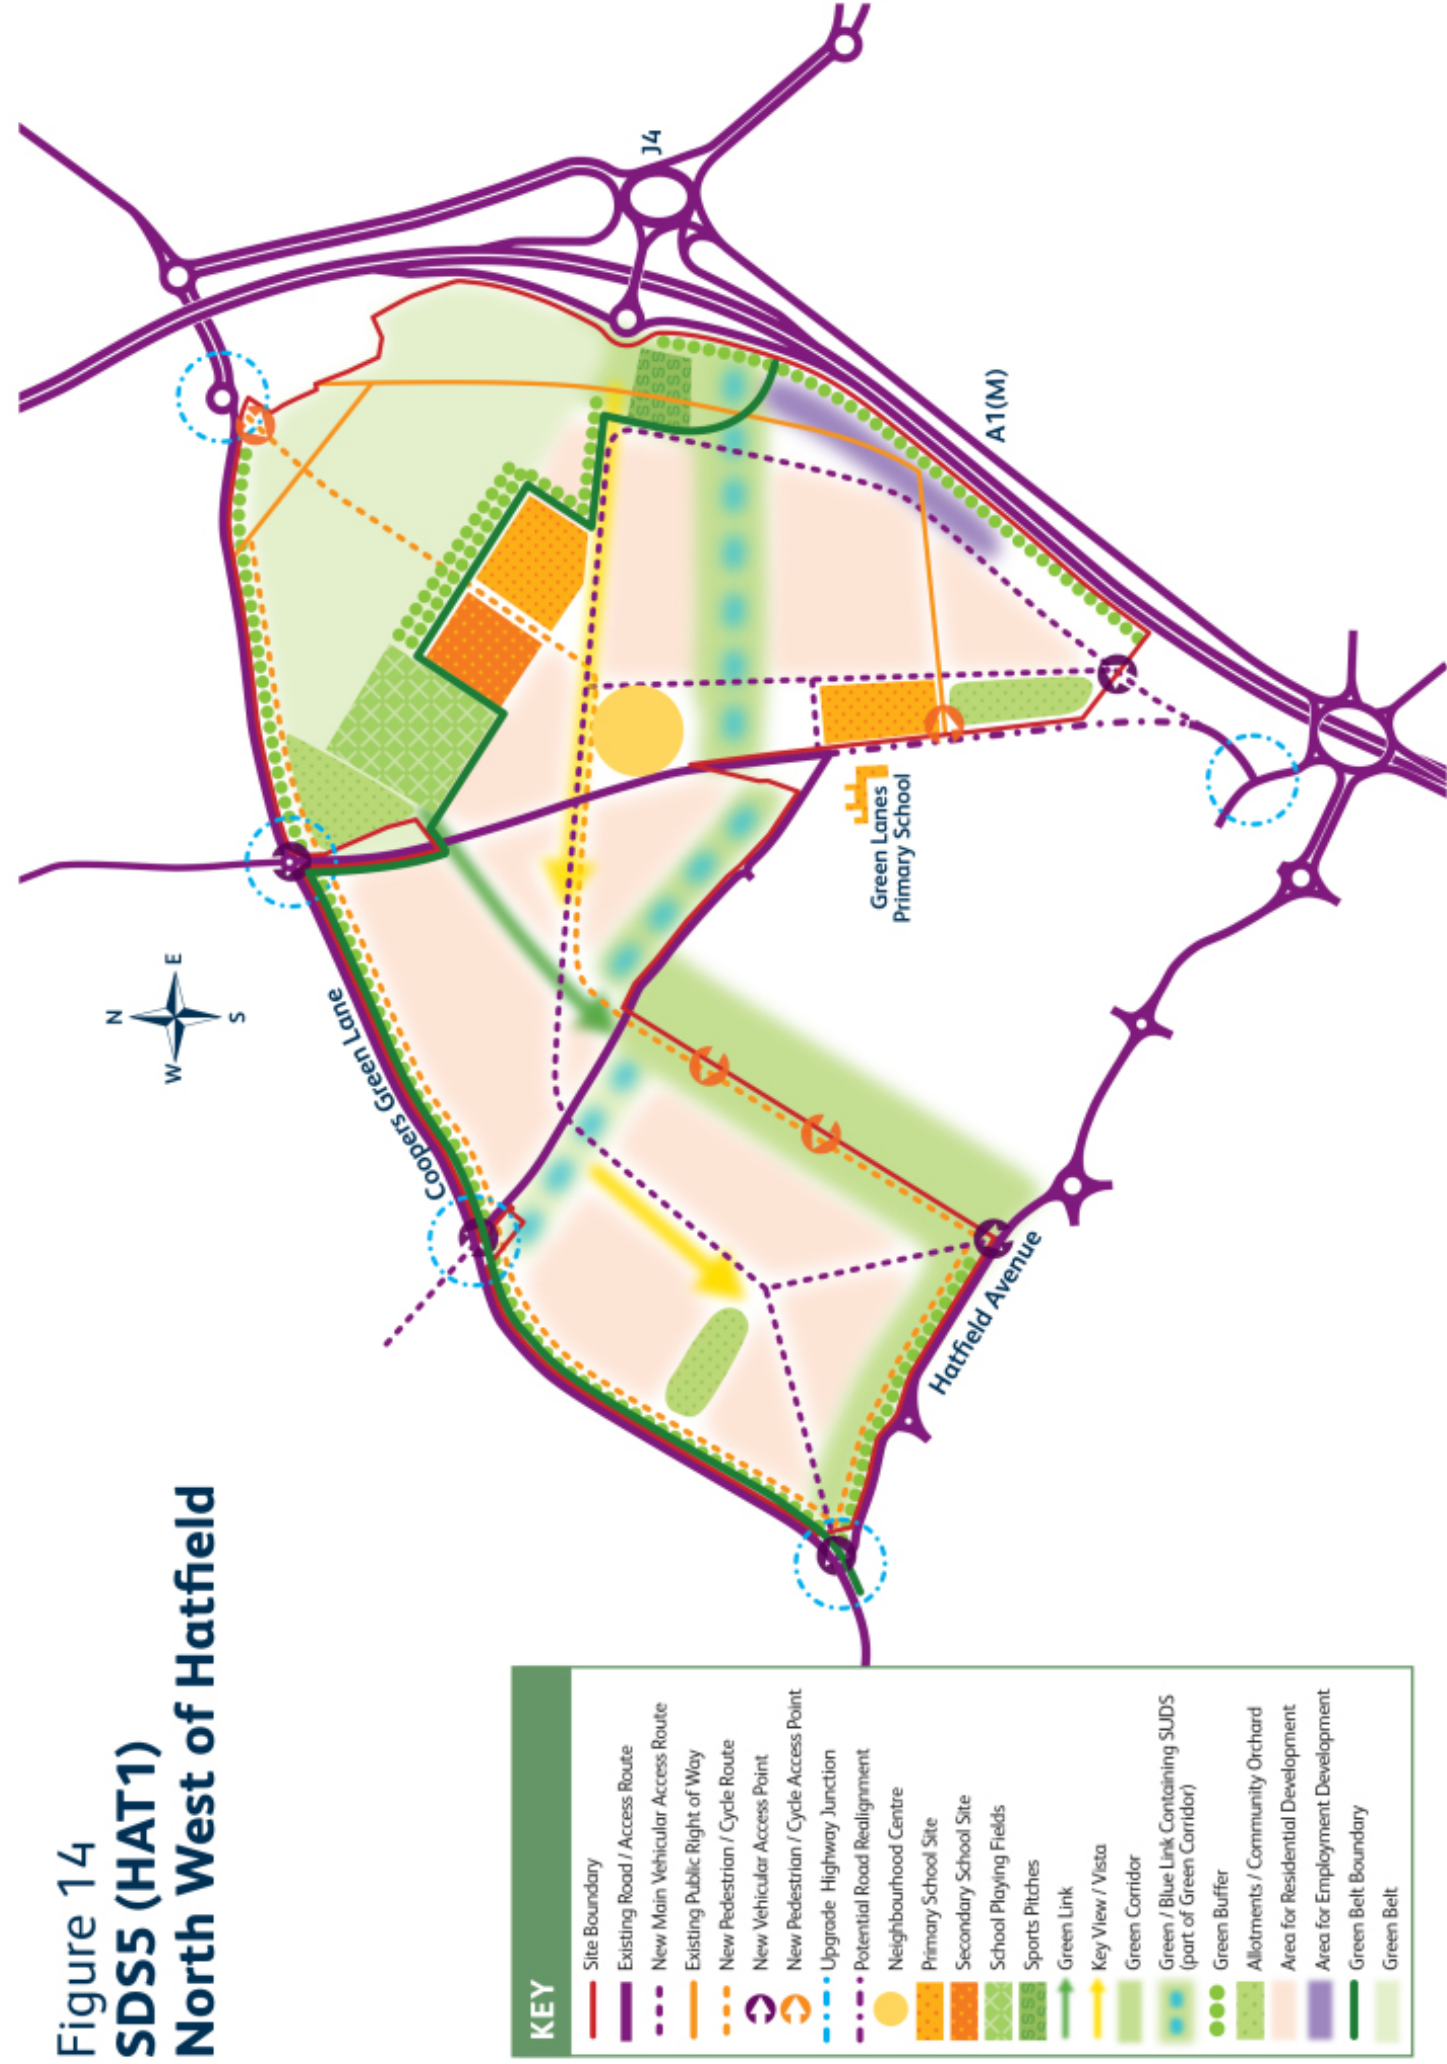 Figure 14
SDS5 (HAT1)
North West of Hatfield
N
W
E
S
Coopers Green Lane
J4
A1(M)
Green Lanes
Primary School
Hatfield Avenue
KEY
Site Boundary
Existing Road / Access Route
New Main Vehicular Access Route
Existing Public Right of Way
New Pedestrian / Cycle Route
New Vehicular Access Point
New Pedestrian / Cycle Access Point
Upgrade Highway Junction
Potential Road Realignment
Neighbourhood Centre
Primary School Site
Secondary School Site
School Playing Fields
Sports Pitches
Green Link
Key View / Vista
Green Corridor
Green / Blue Link Containing SUDS
(part of Green Corridor)
Green Buffer
Allotments / Community Orchard
Area for Residential Development
Area for Employment Development
Green Belt Boundary
Green Belt